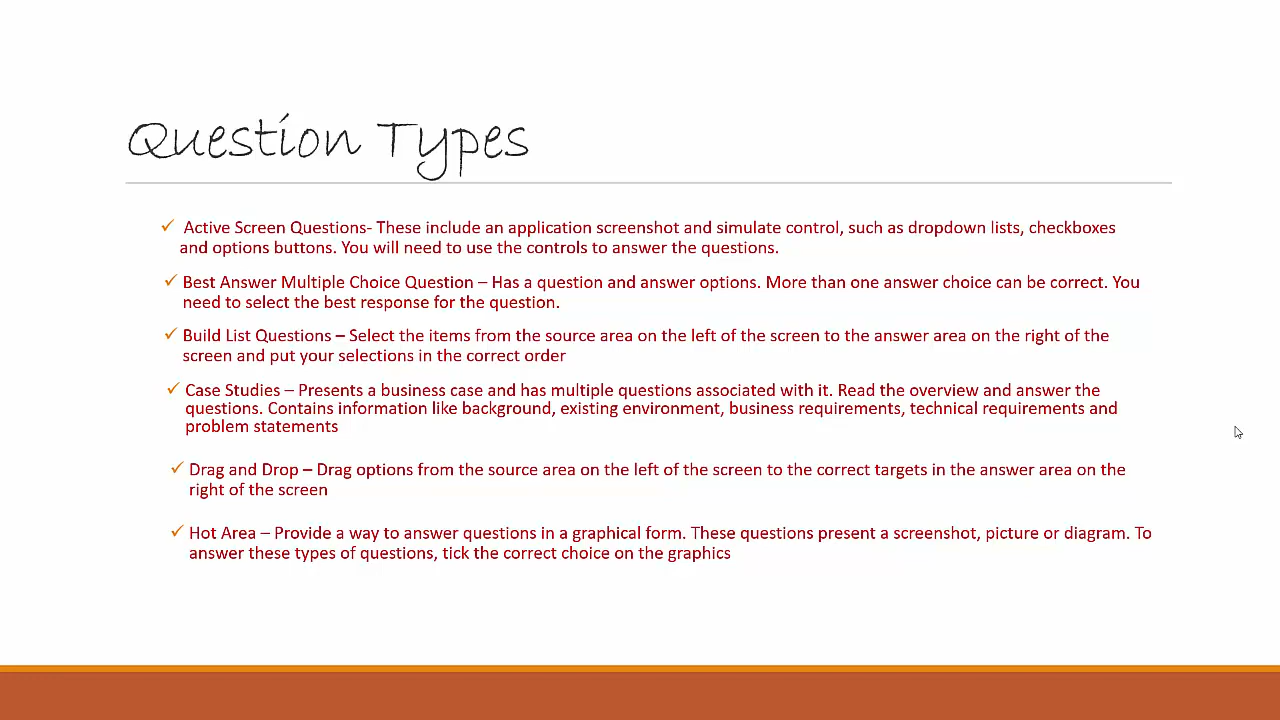 Question Types
Active Screen Questions- These include an application screenshot and simulate control, such as dropdown lists, checkboxes
and options buttons. You will need to use the controls to answer the questions.
Best Answer Multiple Choice Question – Has a question and answer options. More than one answer choice can be correct. You
need to select the best response for the question.
Build List Questions – Select the items from the source area on the left of the screen to the answer area on the right of the
screen and put your selections in the correct order
Case Studies – Presents a business case and has multiple questions associated with it. Read the overview and answer the
questions. Contains information like background, existing environment, business requirements, technical requirements and
problem statements
Drag and Drop – Drag options from the source area on the left of the screen to the correct targets in the answer area on the
right of the screen
Hot Area – Provide a way to answer questions in a graphical form. These questions present a screenshot, picture or diagram. To
answer these types of questions, tick the correct choice on the graphics